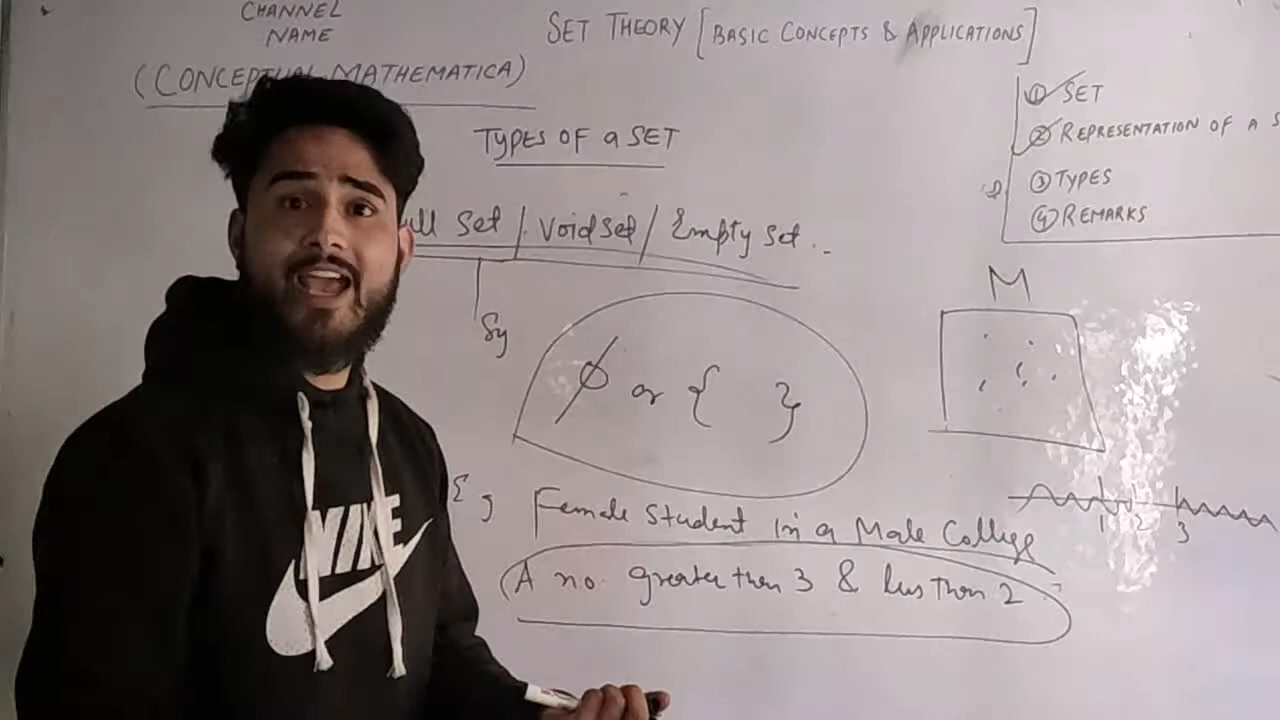 CHANNEL
NAME
(CONCEPTUAL MATHEMATICA)
SET THEORY [BASIC CONCEPTS & APPLICATIONS]
① SET
② REPRESENTATION OF A S
③ TYPES
④ REMARKS
TYPES OF a SET
ull Set / Void Set / Empty Set.
Sy
ϕ or { }
M
1 2 3
Eg Female Student in a Male College
A no. greater then 3 & less then 2
NIKE